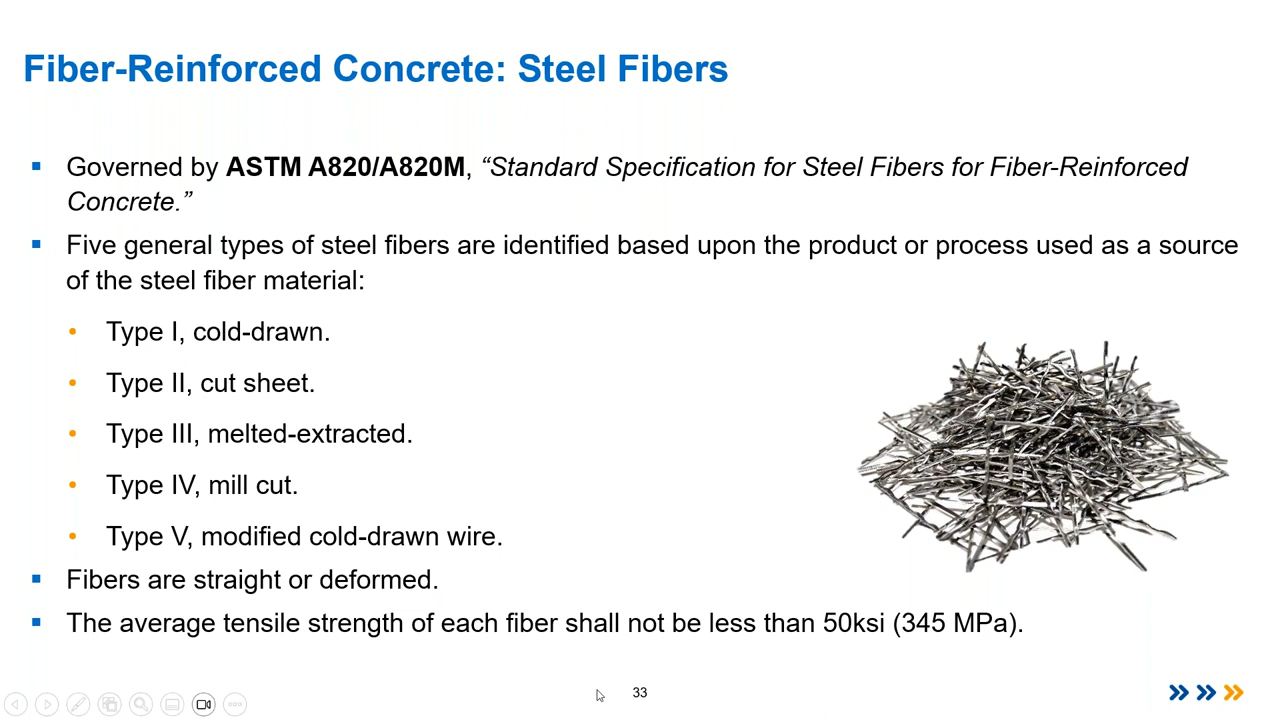 Fiber-Reinforced Concrete: Steel Fibers
Governed by ASTM A820/A820M, “Standard Specification for Steel Fibers for Fiber-Reinforced
Concrete.”
Five general types of steel fibers are identified based upon the product or process used as a source
of the steel fiber material:
Type I, cold-drawn.
Type II, cut sheet.
Type III, melted-extracted.
Type IV, mill cut.
Type V, modified cold-drawn wire.
Fibers are straight or deformed.
The average tensile strength of each fiber shall not be less than 50ksi (345 MPa).
33